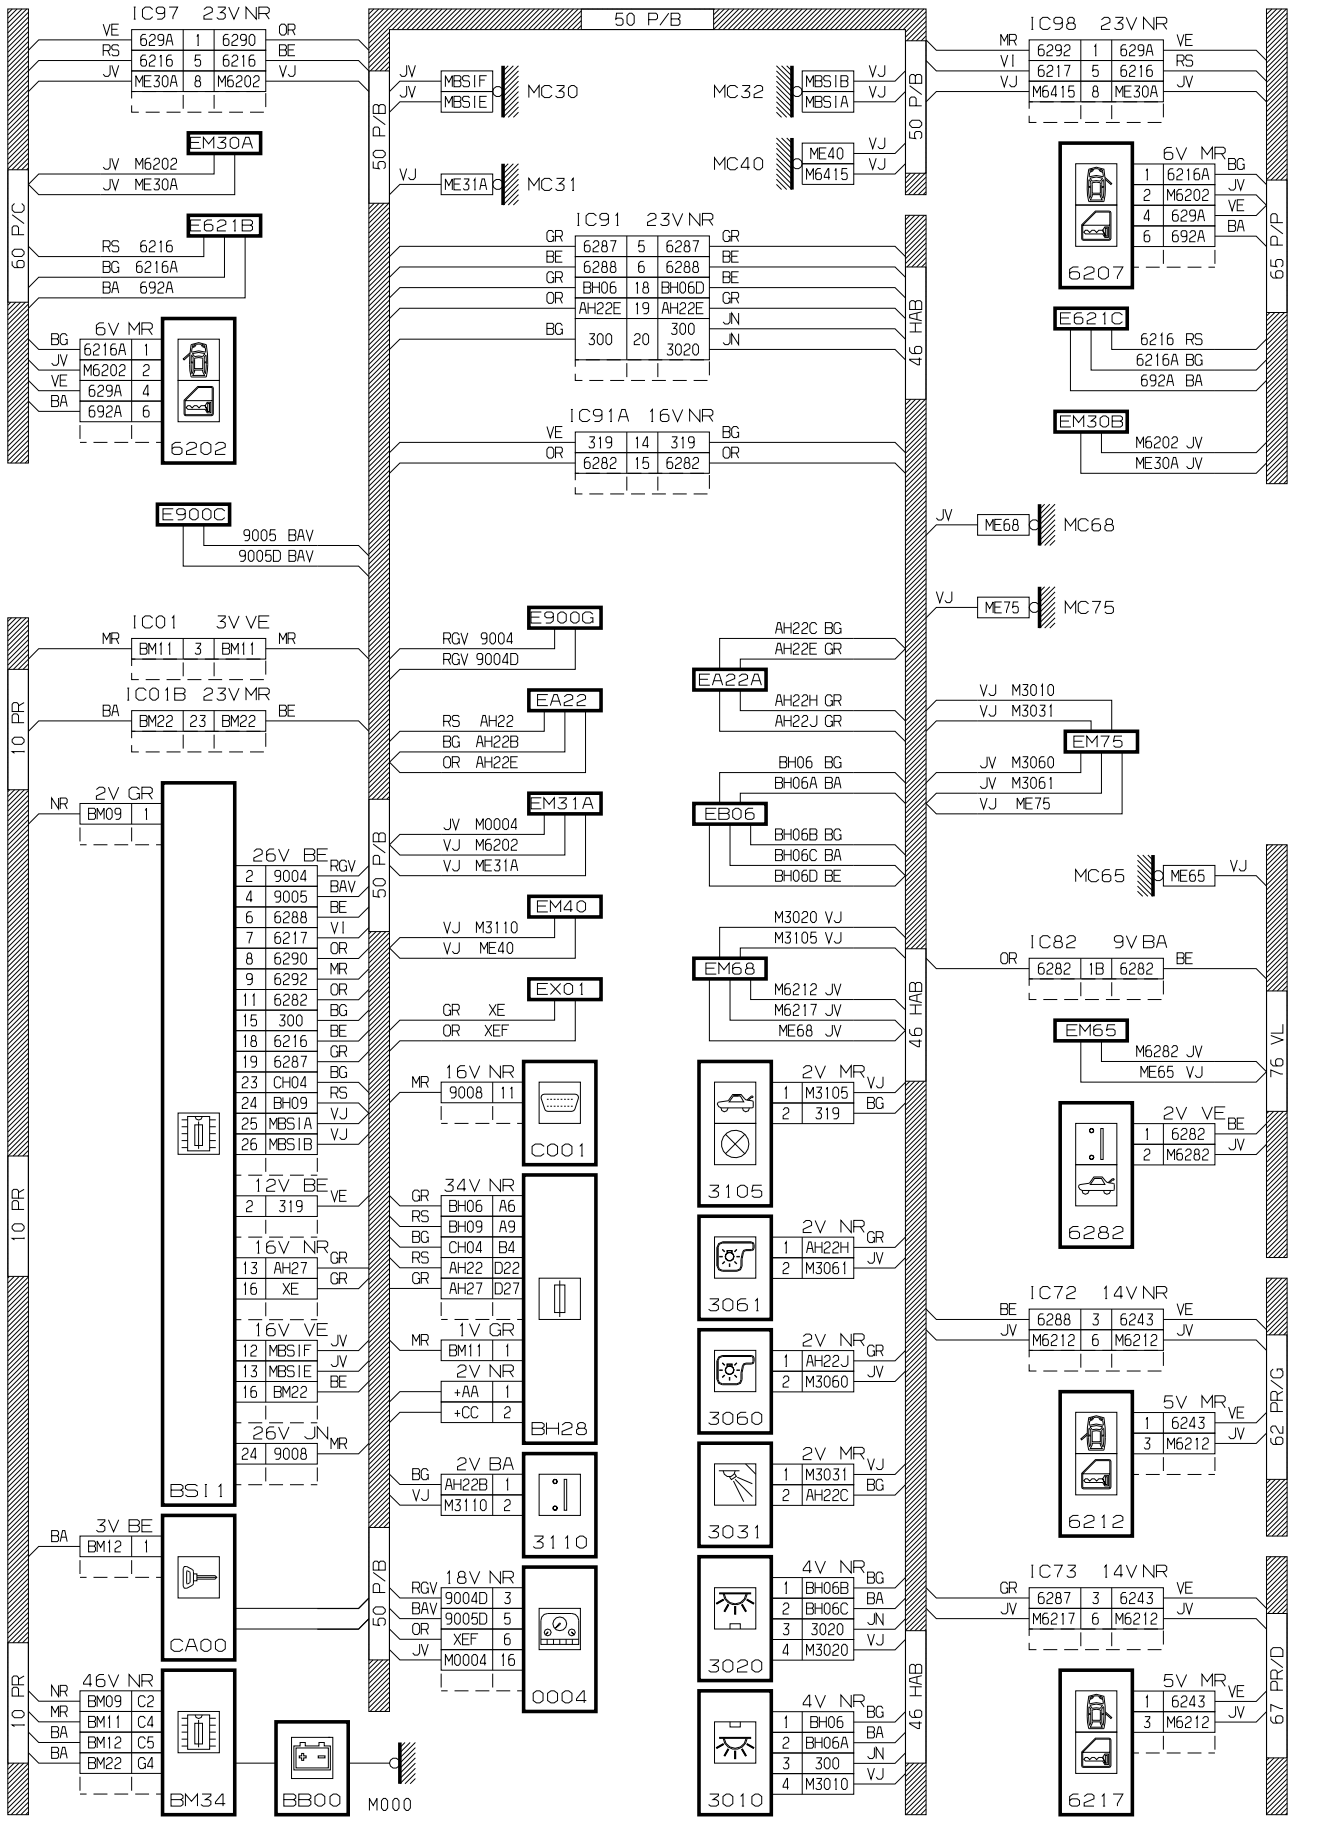 50 P/B
IC97 23V NR
VE 629A 1 6290 OR
RS 6216 5 6216 BE
JV ME30A 8 M6202 VJ
EM30A
JV M6202
JV ME30A
E621B
RS 6216
BG 6216A
BA 692A
60 P/C
6V MR
BG 6216A 1
JV M6202 2
VE 629A 4
BA 692A 6
6202
E900C
9005 BAV
9005D BAV
IC01 3V VE
MR BM11 3 BM11 MR
IC01B 23V MR
BA BM22 23 BM22 BE
10 PR
2V GR
NR BM09 1
26V BE
2 9004 RGV
4 9005 BAV
6 6288 BE
7 6217 VI
8 6290 OR
9 6292 MR
11 6282 OR
15 300 BG
18 6216 BE
19 6287 GR
23 CH04 BG
24 BH09 RS
25 MBSIA VJ
26 MBSIB VJ
12V BE
2 319 VE
16V NR
13 AH27 GR
16 XE GR
16V VE
12 MBSIF JV
13 MBSIE JV
16 BM22 BE
26V JN
24 9008 MR
BSI1
10 PR
3V BE
BA BM12 1
CA00
10 PR
46V NR
NR BM09 C2
MR BM11 C4
BA BM12 C5
BA BM22 G4
BM34
BB00
M000
50 P/B
JV MBSIF
JV MBSIE
MC30
VJ ME31A MC31
MC32
MBSIB VJ
MBSIA VJ
MC40
ME40 VJ
M6415 VJ
50 P/B
IC91 23V NR
GR 6287 5 6287 GR
BE 6288 6 6288 BE
GR BH06 18 BH06D BE
OR AH22E 19 AH22E GR
BG 300 20 300 JN
3020 JN
46 HAB
IC91A 16V NR
VE 319 14 319 BG
OR 6282 15 6282 OR
E900G
RGV 9004
RGV 9004D
EA22
RS AH22
BG AH22B
OR AH22E
EM31A
JV M0004
VJ M6202
VJ ME31A
50 P/B
EM40
VJ M3110
VJ ME40
EX01
GR XE
OR XEF
16V NR
MR 9008 11
C001
34V NR
GR BH06 A6
RS BH09 A9
BG CH04 B4
RS AH22 D22
GR AH27 D27
1V GR
MR BM11 1
2V NR
+AA 1
+CC 2
BH28
2V BA
BG AH22B 1
VJ M3110 2
3110
50 P/B
18V NR
RGV 9004D 3
BAV 9005D 5
OR XEF 6
JV M0004 16
0004
AH22C BG
AH22E GR
EA22A
AH22H GR
AH22J GR
BH06 BG
BH06A BA
EB06
BH06B BG
BH06C BA
BH06D BE
M3020 VJ
M3105 VJ
EM68
M6212 JV
M6217 JV
ME68 JV
46 HAB
2V MR
1 M3105 VJ
2 319 BG
3105
2V NR
1 AH22H GR
2 M3061 JV
3061
2V NR
1 AH22J GR
2 M3060 JV
3060
2V MR
1 M3031 VJ
2 AH22C BG
3031
4V NR
1 BH06B BG
2 BH06C BA
3 3020 JN
4 M3020 VJ
3020
46 HAB
4V NR
1 BH06 BG
2 BH06A BA
3 300 JN
4 M3010 VJ
3010
IC98 23V NR
MR 6292 1 629A VE
VI 6217 5 6216 RS
VJ M6415 8 ME30A JV
6V MR
1 6216A BG
2 M6202 JV
4 629A VE
6 692A BA
6207
65 P/P
E621C
6216 RS
6216A BG
692A BA
EM30B
M6202 JV
ME30A JV
JV ME68 MC68
VJ ME75 MC75
VJ M3010
VJ M3031
EM75
JV M3060
JV M3061
VJ ME75
MC65 ME65 VJ
IC82 9V BA
OR 6282 1B 6282 BE
EM65
M6282 JV
ME65 VJ
76 VL
2V VE
1 6282 BE
2 M6282 JV
6282
IC72 14V NR
BE 6288 3 6243 VE
JV M6212 6 M6212 JV
5V MR
1 6243 VE
3 M6212 JV
6212
62 PR/G
IC73 14V NR
GR 6287 3 6243 VE
JV M6217 6 M6212 JV
5V MR
1 6243 VE
3 M6212 JV
6217
67 PR/D